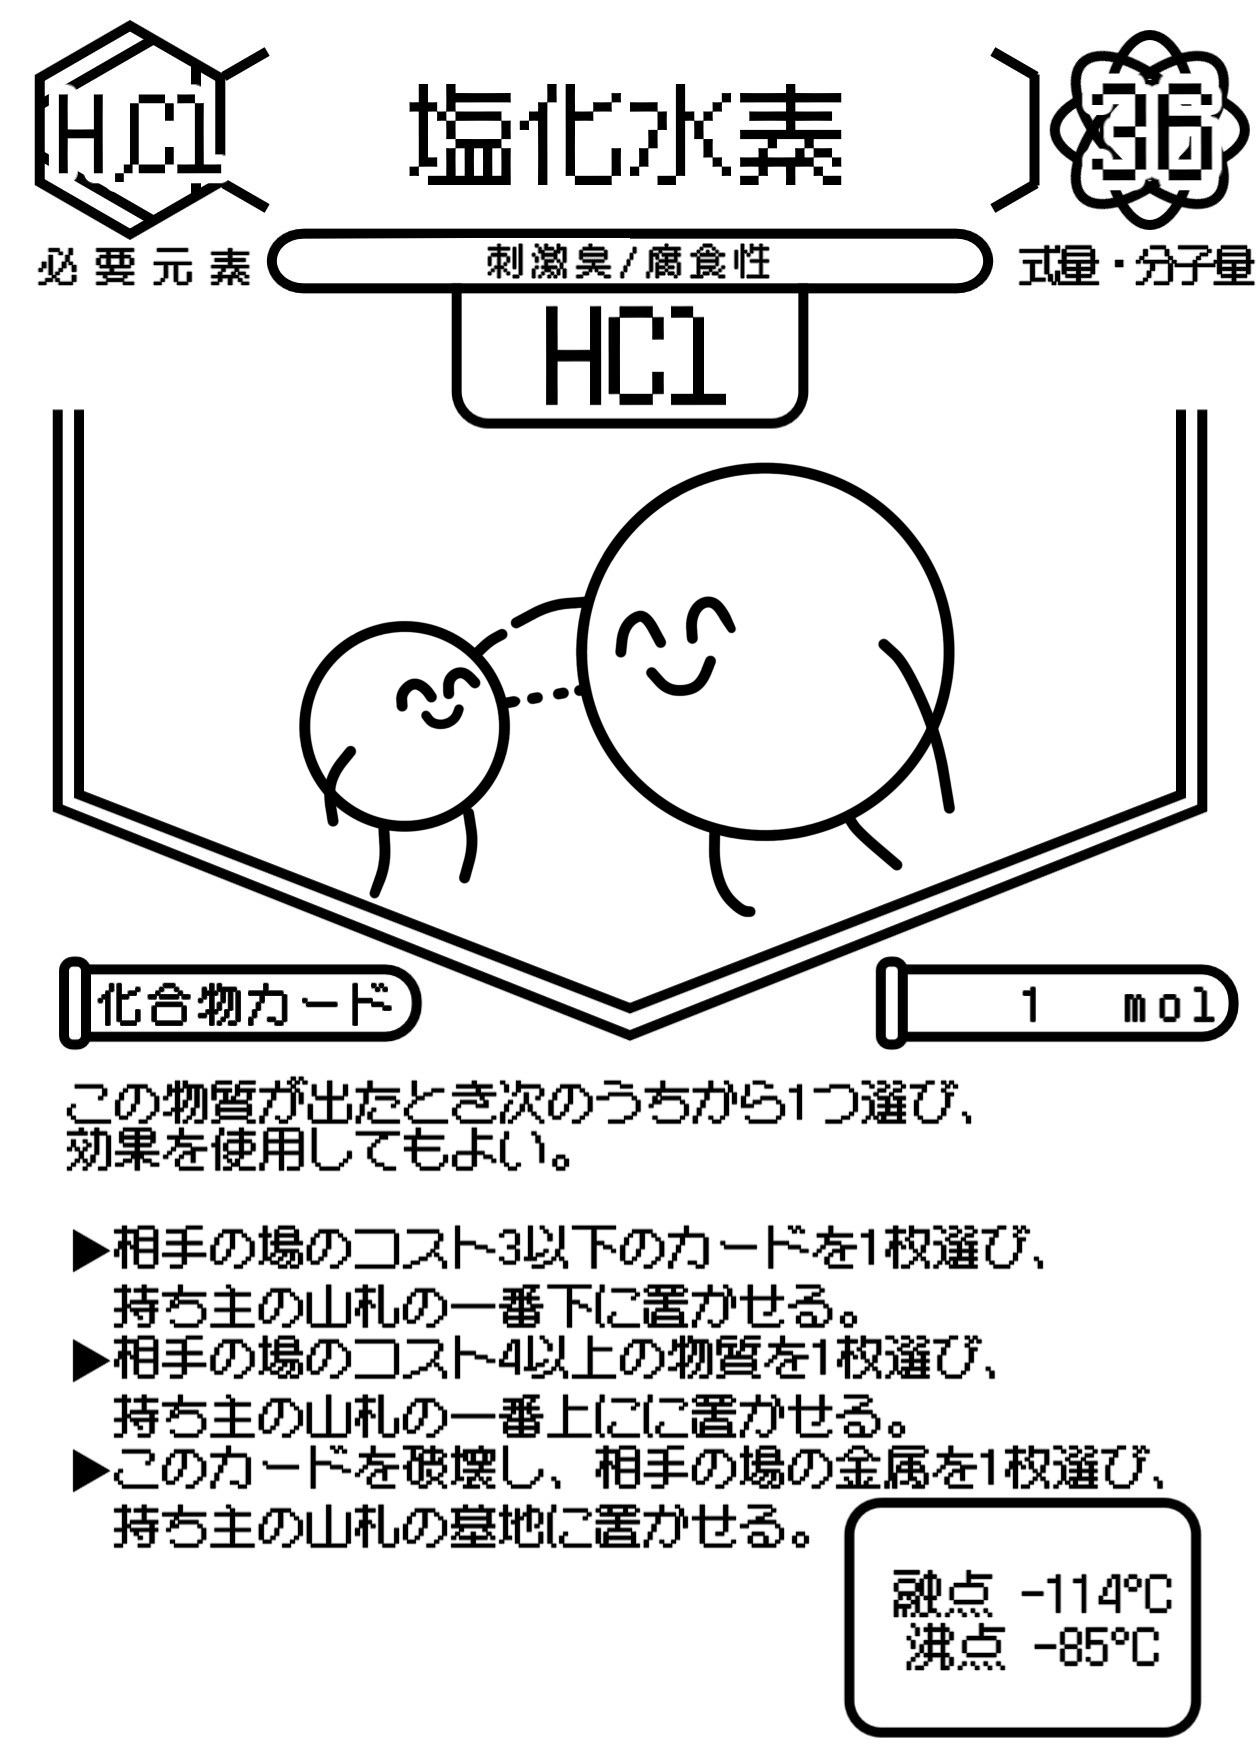 H,Cl
塩化水素
36
必要元素
刺激臭/腐食性
式量・分子量
HCl
化合物カード
1 mol
この物質が出たとき次のうちから1つ選び、
効果を使用してもよい。
▶相手の場のコスト3以下のカードを1枚選び、
持ち主の山札の一番下に置かせる。
▶相手の場のコスト4以上の物質を1枚選び、
持ち主の山札の一番上にに置かせる。
▶このカードを破壊し、相手の場の金属を1枚選び、
持ち主の山札の墓地に置かせる。
融点 -114℃
沸点 -85℃